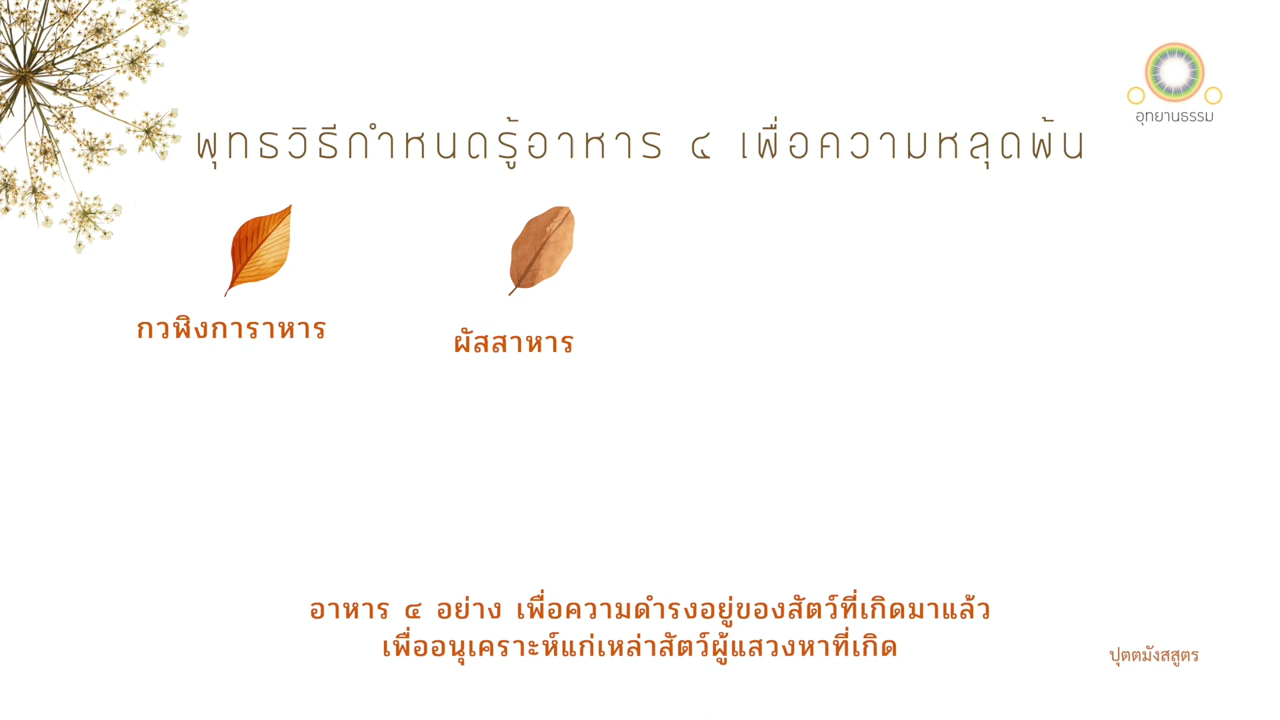 อุทยานธรรม
พุทธวิธีกำหนดรู้อาหาร ๔ เพื่อความหลุดพ้น
กวฬิงการาหาร
ผัสสาหาร
อาหาร ๔ อย่าง เพื่อความดำรงอยู่ของสัตว์ที่เกิดมาแล้ว
เพื่ออนุเคราะห์แก่เหล่าสัตว์ผู้แสวงหาที่เกิด
ปุตตมังสสูตร